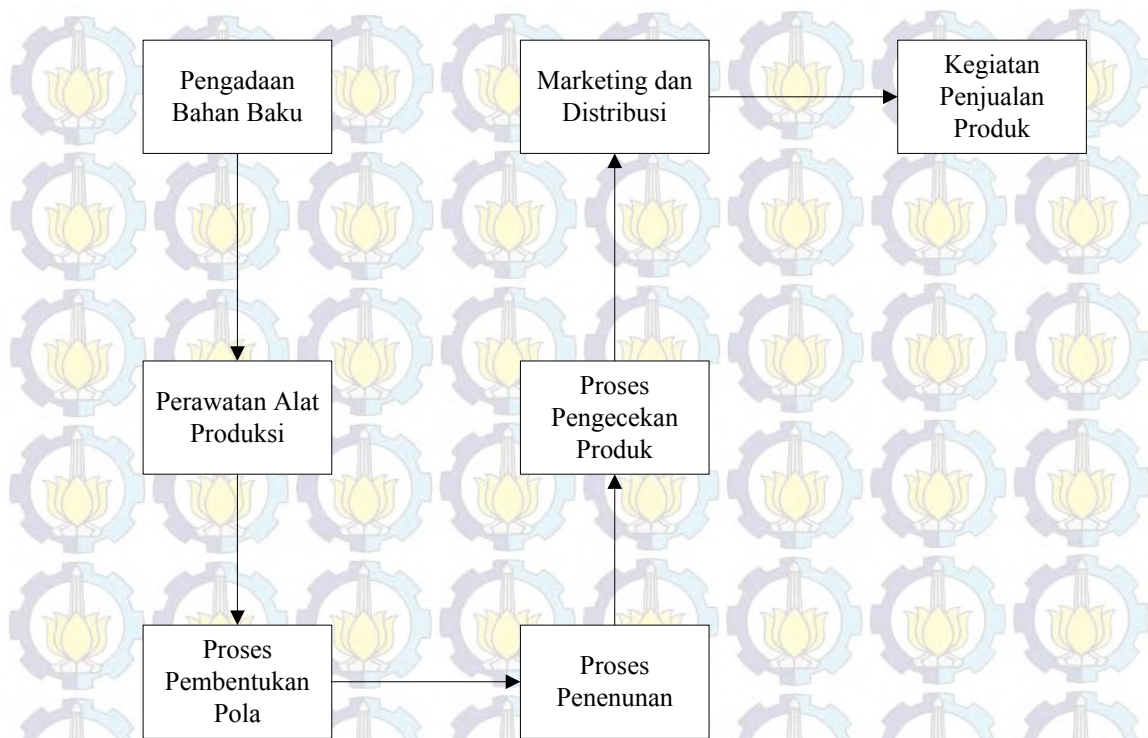 Pengadaan
Bahan Baku
Perawatan Alat
Produksi
Proses
Pembentukan
Pola
Proses
Penenunan
Proses
Pengecekan
Produk
Marketing dan
Distribusi
Kegiatan
Penjualan
Produk